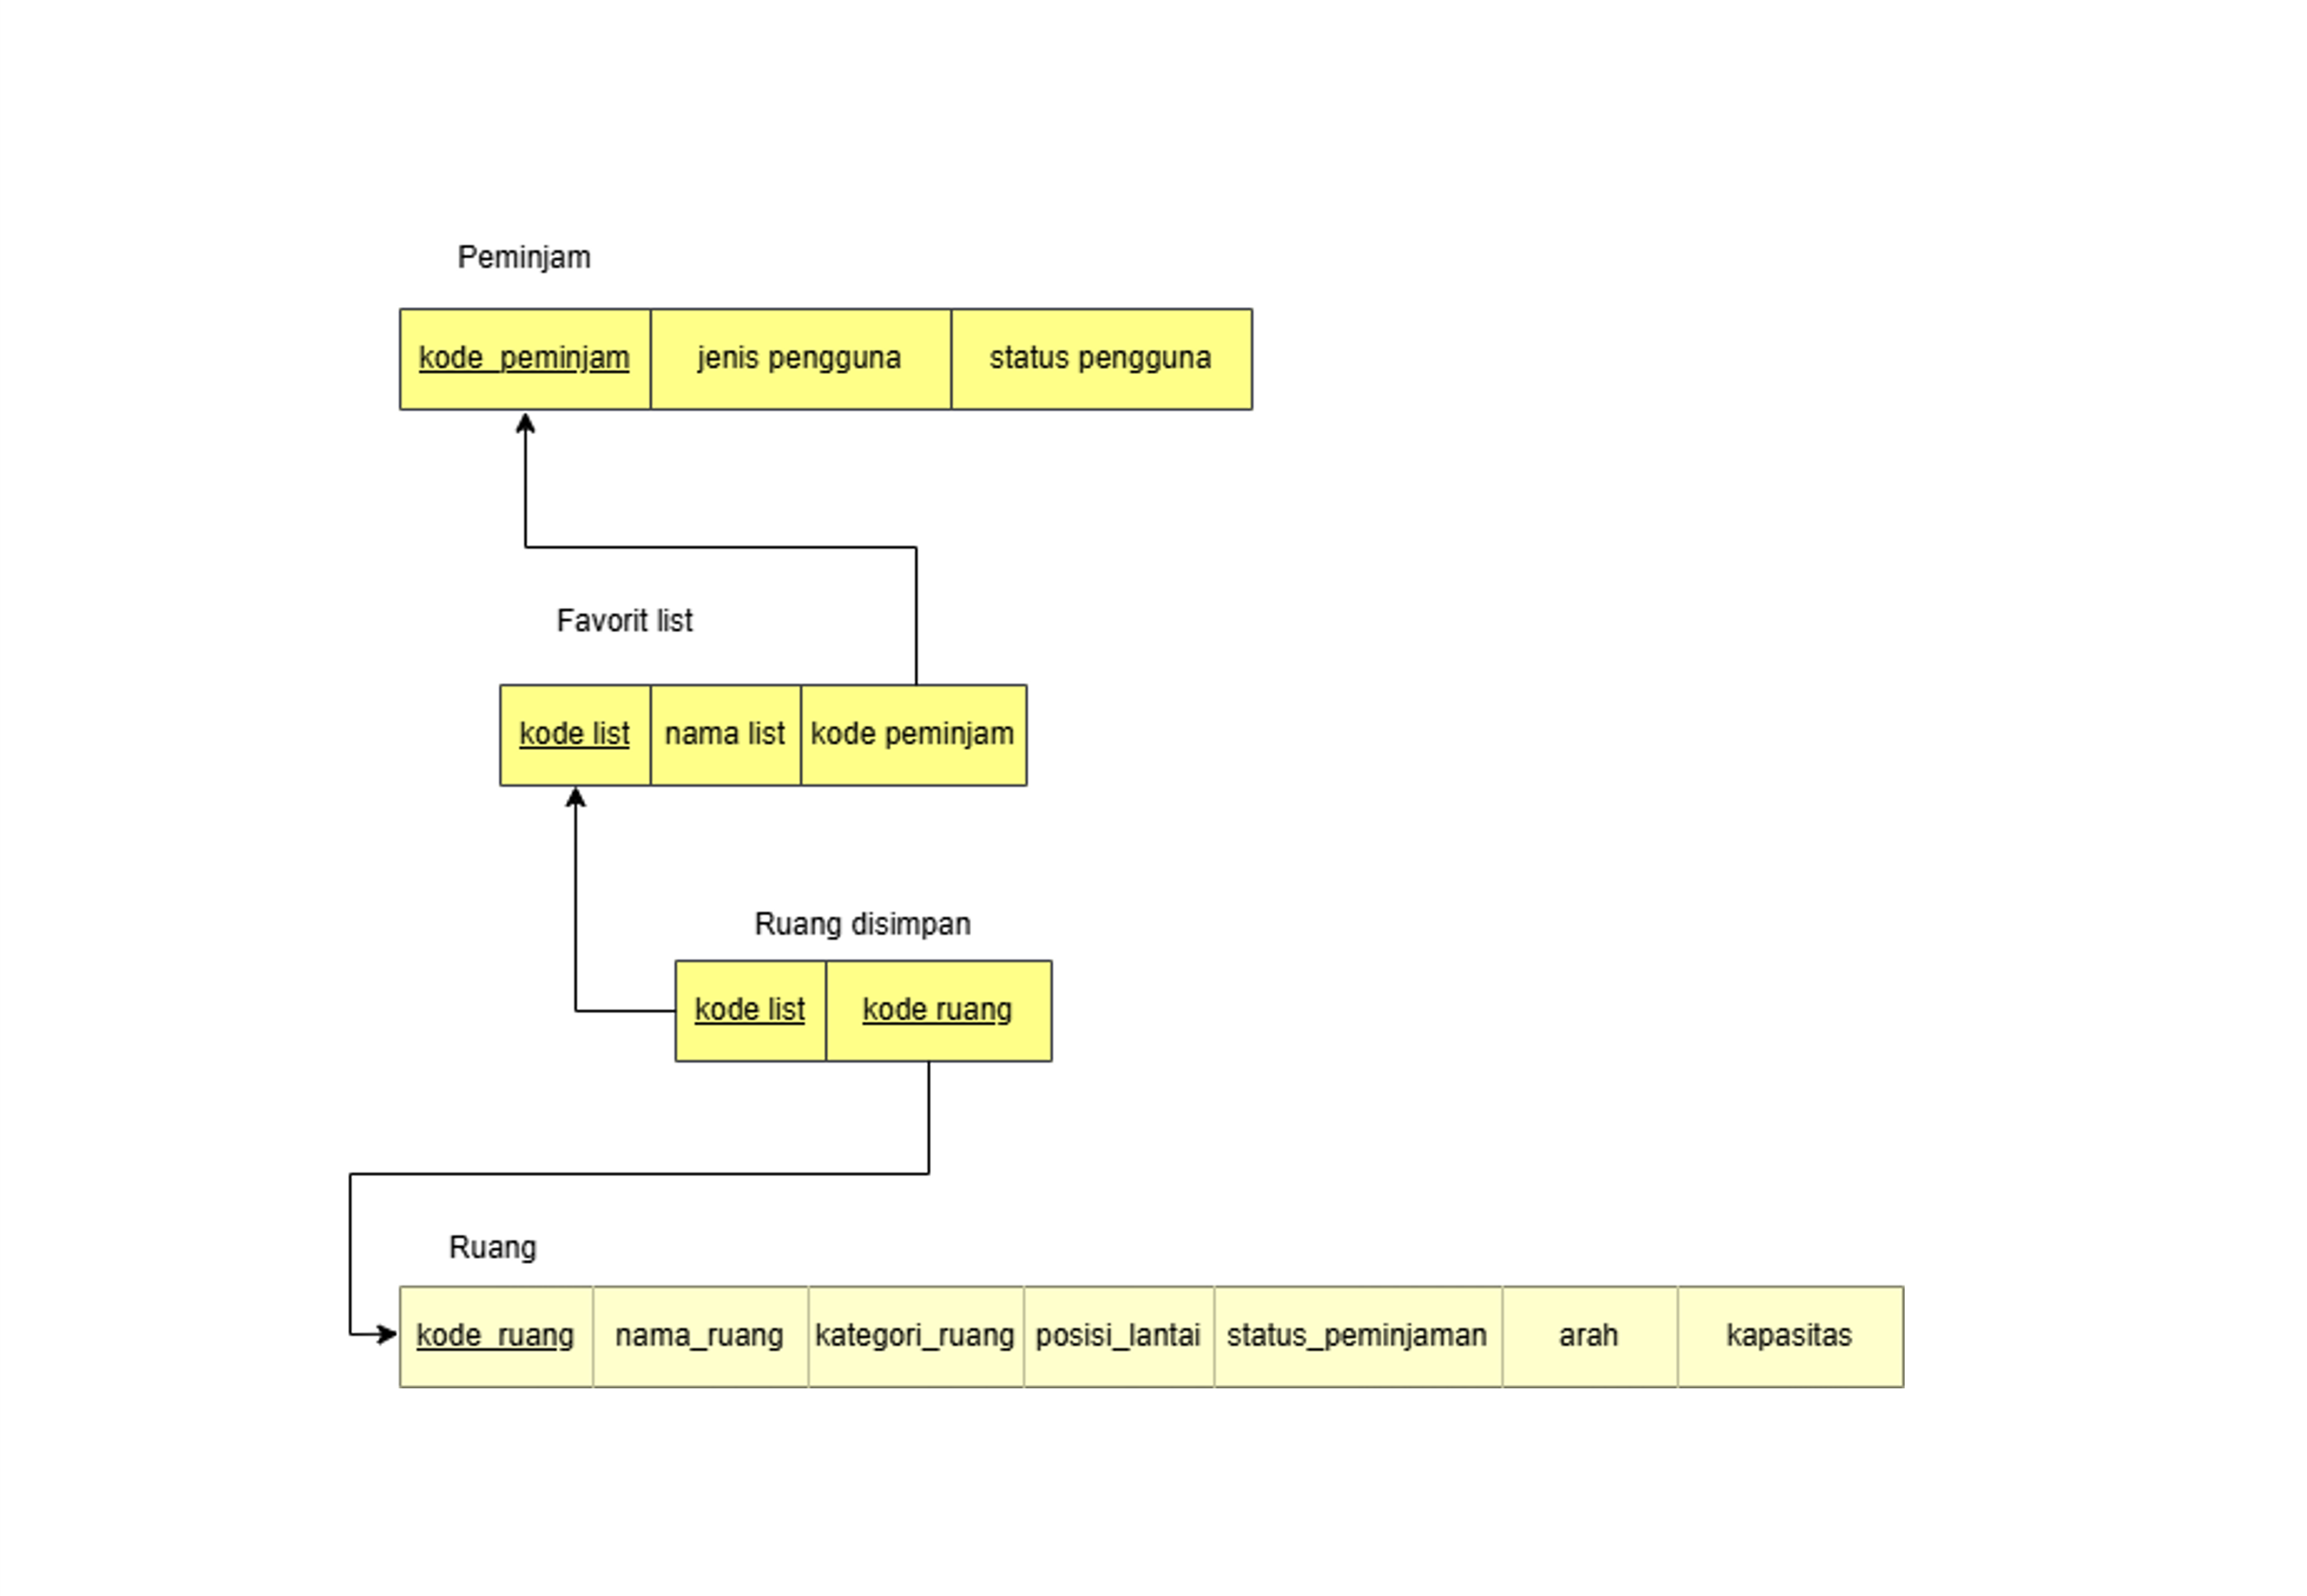 Peminjam
kode_peminjam jenis pengguna status pengguna
Favorit list
kode list nama list kode peminjam
Ruang disimpan
kode list kode ruang
Ruang
kode_ruang nama_ruang kategori_ruang posisi_lantai status_peminjaman arah kapasitas